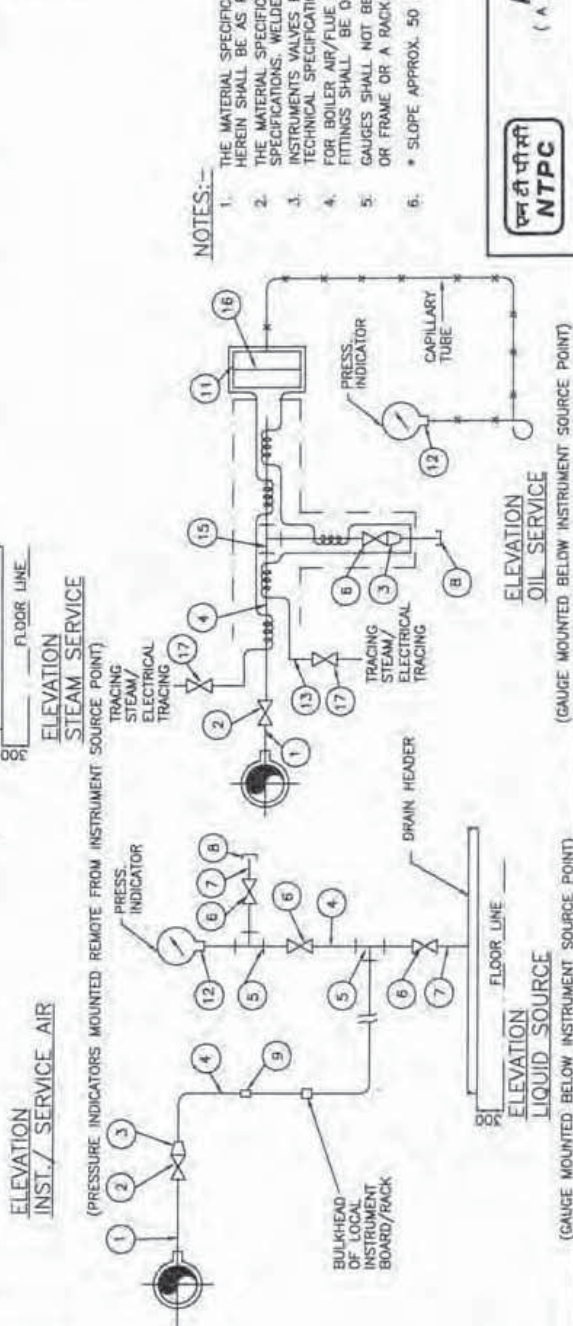 ELEVATION
INST./ SERVICE AIR
FLOOR LINE
ELEVATION
STEAM SERVICE
(PRESSURE INDICATORS MOUNTED REMOTE FROM INSTRUMENT SOURCE POINT)
1
2
3
4
9
BULKHEAD
OF LOCAL
INSTRUMENT
BOARD/RACK
PRESS.
INDICATOR
12
5
6
7
8
6
4
5
6
7
DRAIN HEADER
FLOOR LINE
ELEVATION
LIQUID SOURCE
(GAUGE MOUNTED BELOW INSTRUMENT SOURCE POINT)
TRACING
STEAM/
ELECTRICAL
TRACING
17
1
2
4
15
11
16
13
17
TRACING
STEAM/
ELECTRICAL
TRACING
6
3
8
PRESS.
INDICATOR
12
CAPILLARY
TUBE
ELEVATION
OIL SERVICE
(GAUGE MOUNTED BELOW INSTRUMENT SOURCE POINT)
NOTES:-
1. THE MATERIAL SPECIFIC
HEREIN SHALL BE AS
2. THE MATERIAL SPECIFIC
SPECIFICATIONS. WELDE
3. INSTRUMENTS VALVES
TECHNICAL SPECIFICATION
4. FOR BOILER AIR/FLUE
FITTINGS SHALL BE O
5. GAUGES SHALL NOT BE
OR FRAME OR A RACK
6. * SLOPE APPROX. 50
एन टी पी सी
NTPC
( A